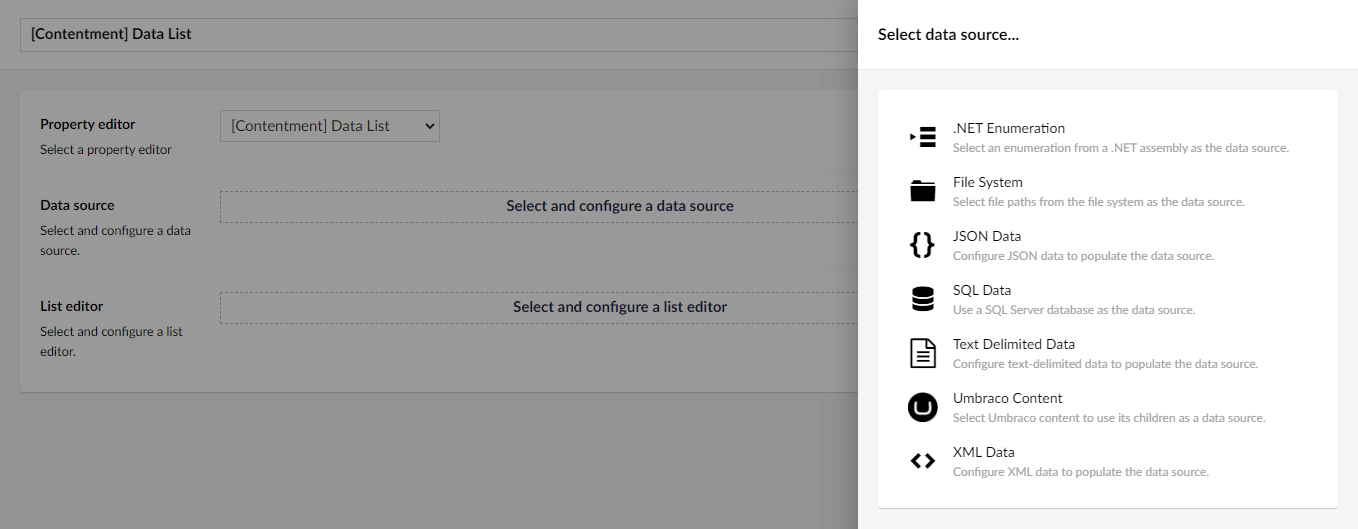 [Contentment] Data List
Property editor
Select a property editor
[Contentment] Data List
Data source
Select and configure a data
source.
Select and configure a data source
List editor
Select and configure a list
editor.
Select and configure a list editor
Select data source...
.NET Enumeration
Select an enumeration from a .NET assembly as the data source.
File System
Select file paths from the file system as the data source.
JSON Data
Configure JSON data to populate the data source.
SQL Data
Use a SQL Server database as the data source.
Text Delimited Data
Configure text-delimited data to populate the data source.
Umbraco Content
Select Umbraco content to use its children as a data source.
XML Data
Configure XML data to populate the data source.